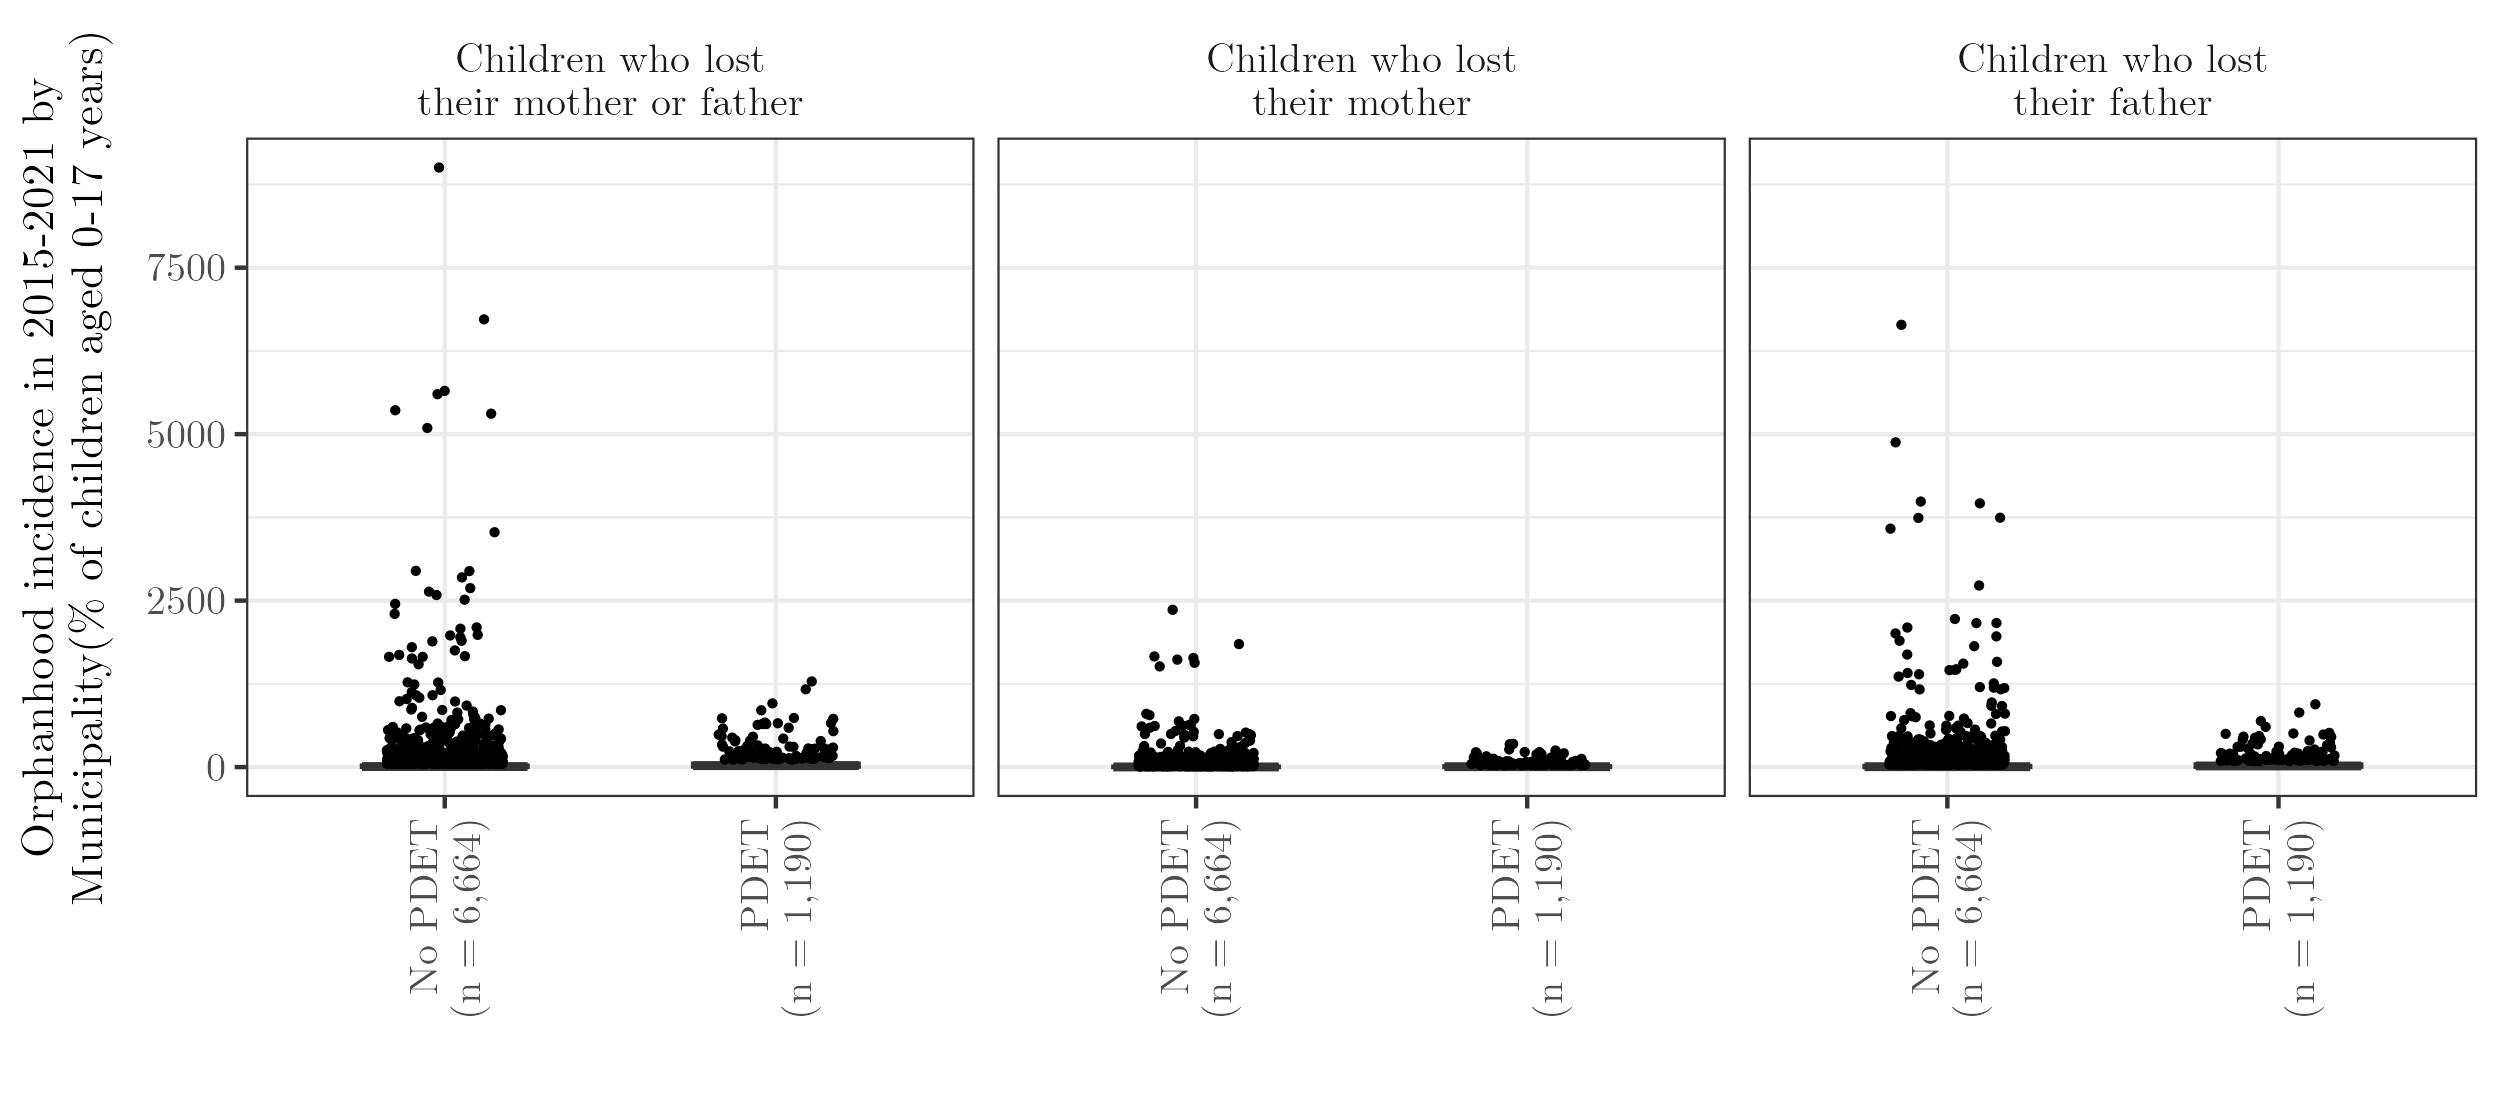 Orphanhood incidence in 2015-2021 by
Municipality(% of children aged 0-17 years)
Children who lost
their mother or father
Children who lost
their mother
Children who lost
their father
7500
5000
2500
0
No PDET
(n = 6,664)
PDET
(n = 1,190)
No PDET
(n = 6,664)
PDET
(n = 1,190)
No PDET
(n = 6,664)
PDET
(n = 1,190)